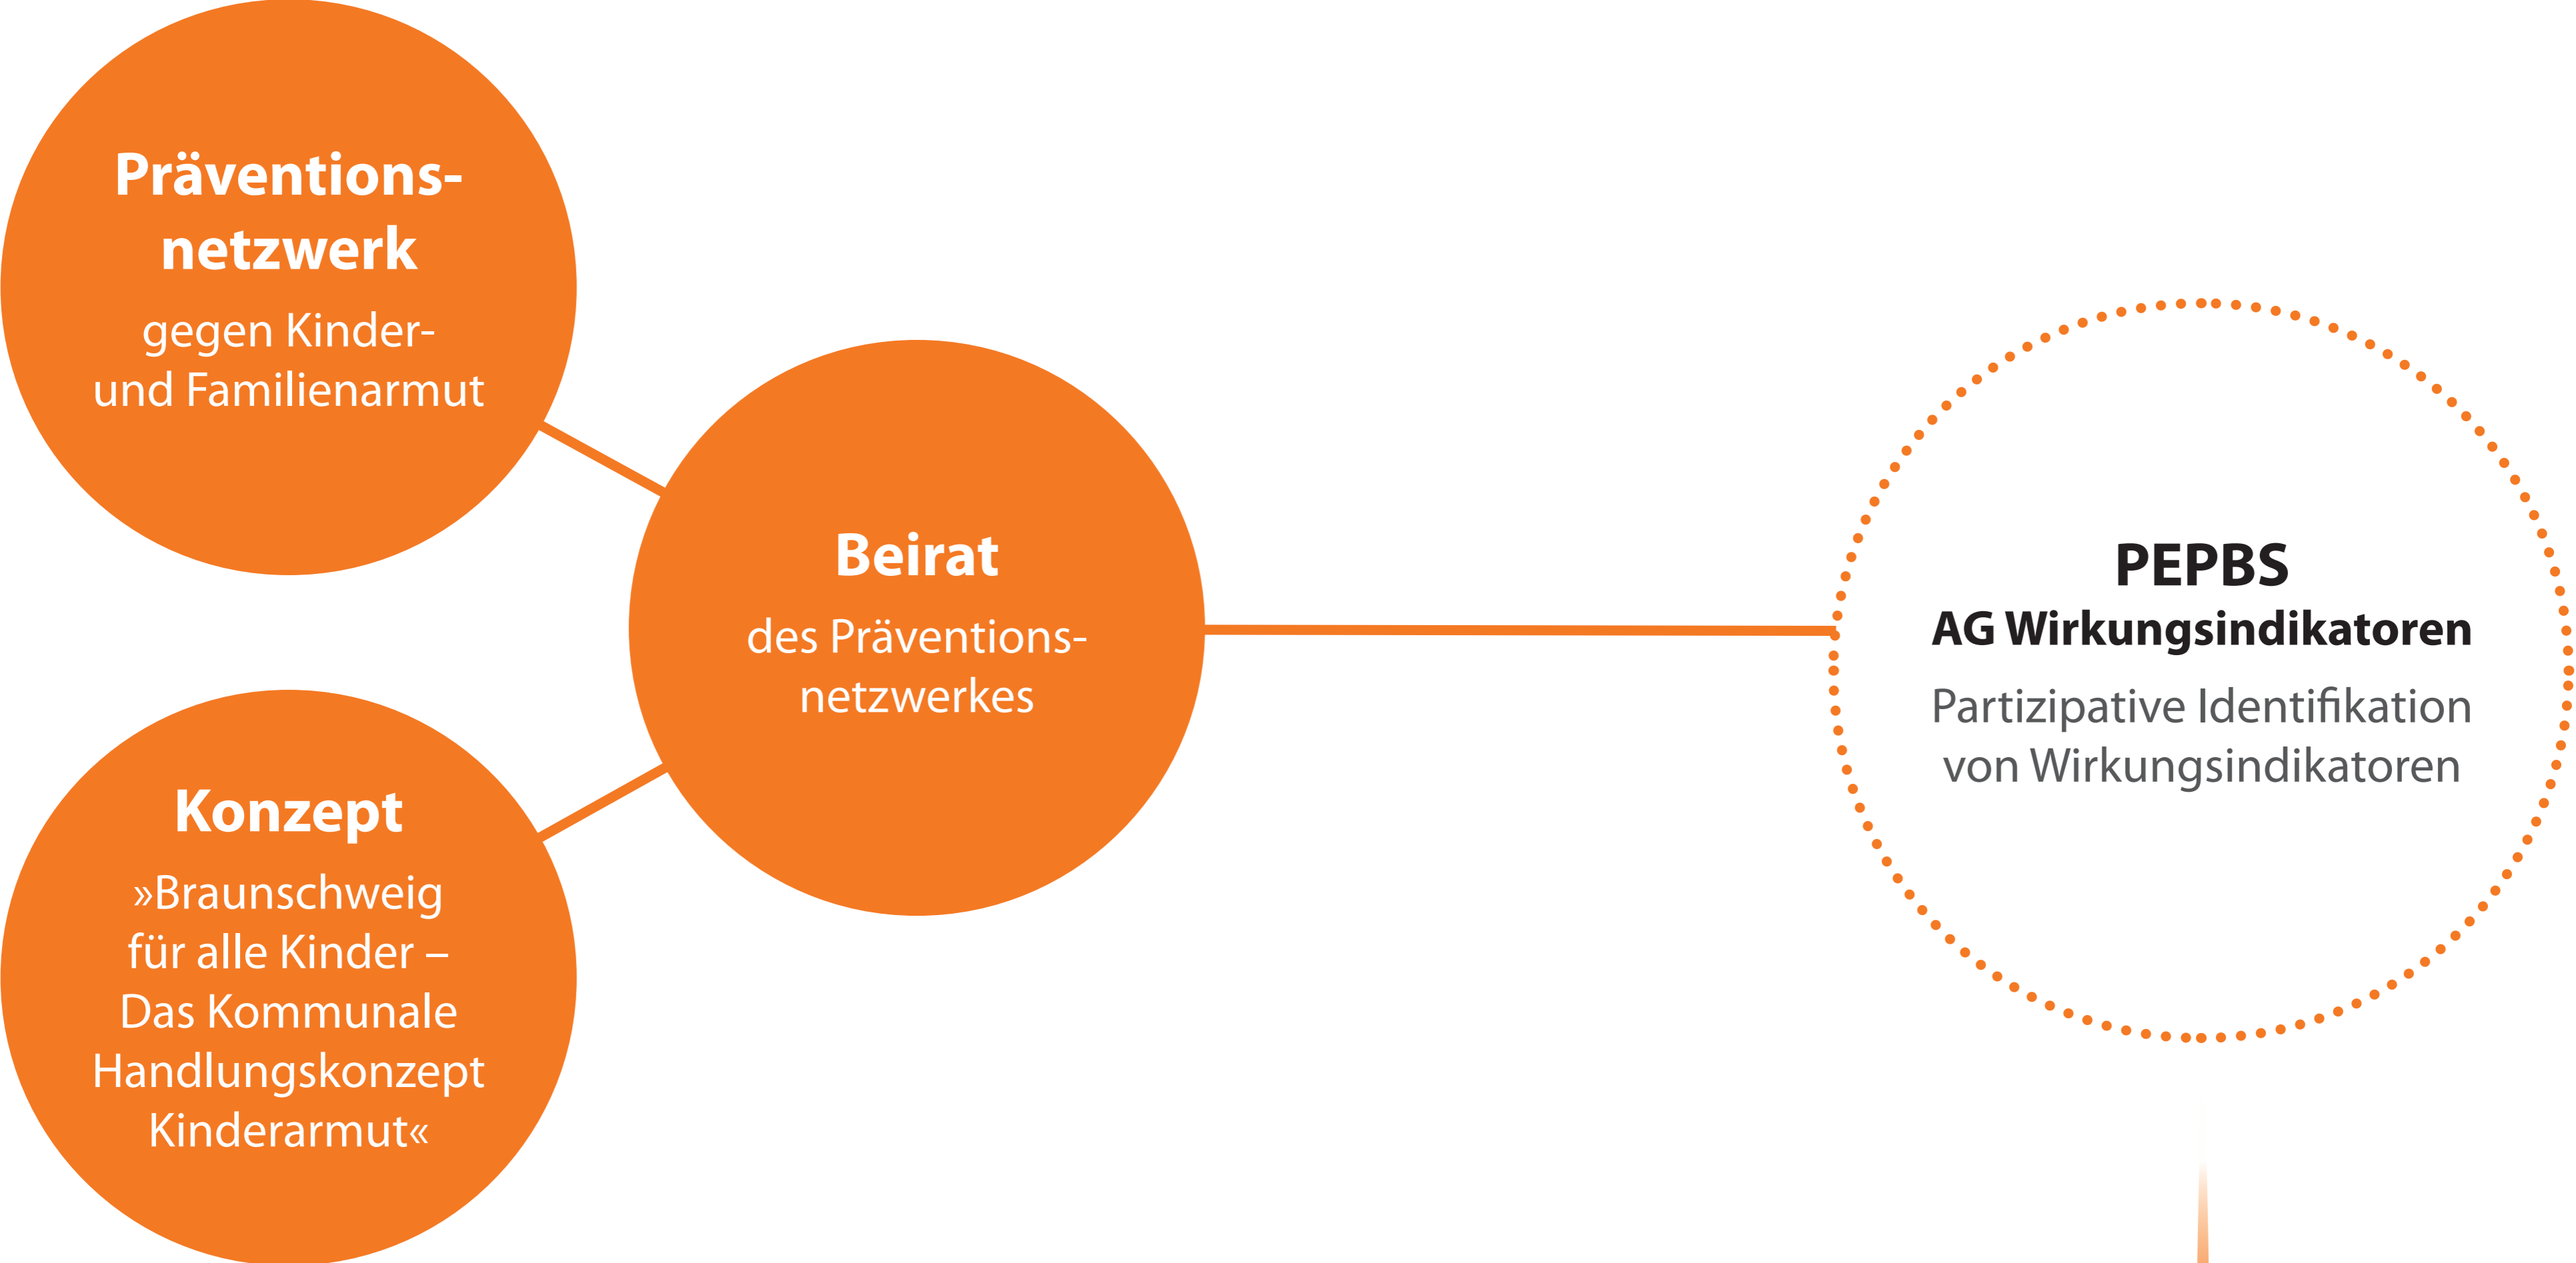 Präventions-
netzwerk
gegen Kinder-
und Familienarmut
Beirat
des Präventions-
netzwerkes
Konzept
»Braunschweig
für alle Kinder –
Das Kommunale
Handlungskonzept
Kinderarmut«
PEPBS
AG Wirkungsindikatoren
Partizipative Identifikation
von Wirkungsindikatoren